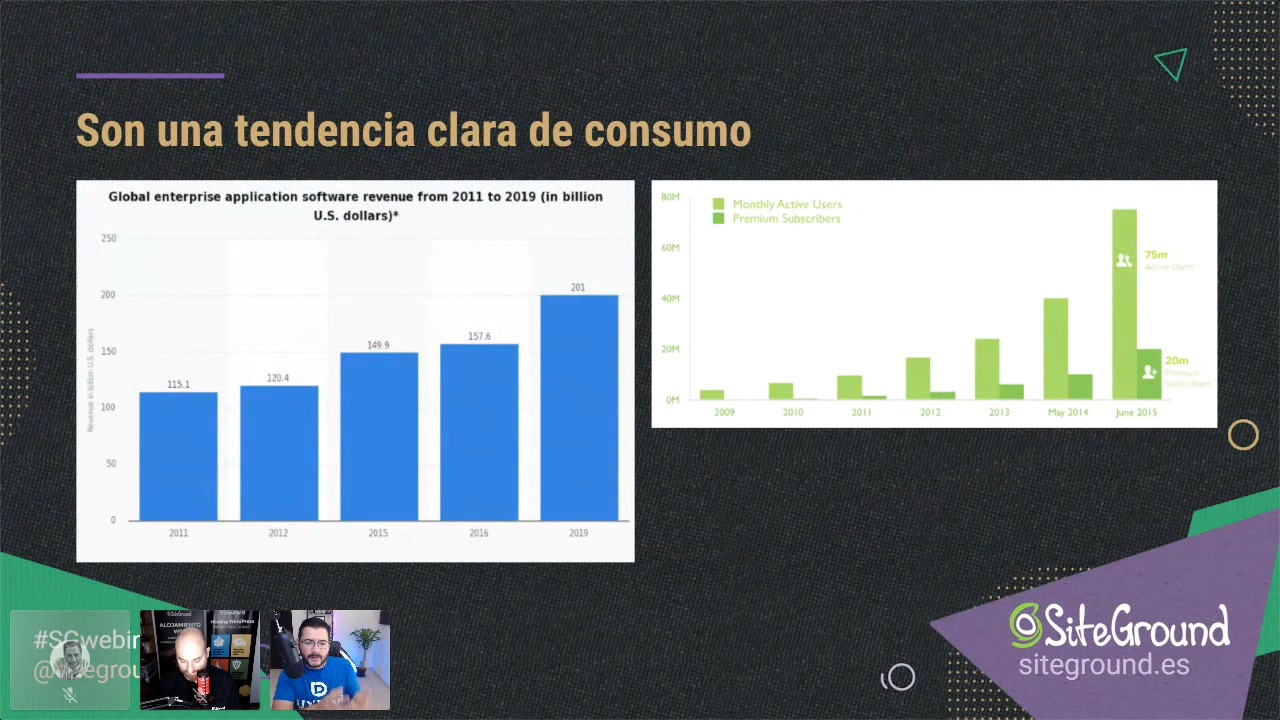 Son una tendencia clara de consumo
Global enterprise application software revenue from 2011 to 2019 (in billion
U.S. dollars)*
250
200
150
100
50
0
Revenue in billion U.S. dollars
115.1
120.4
149.9
157.6
201
2011
2012
2015
2016
2019
80M
60M
40M
20M
0M
Monthly Active Users
Premium Subscribers
75m
Active Users
20m
Premium
Subscribers
2009
2010
2011
2012
2013
May 2014
June 2015
#SGwebin
@sitegrou
ALOJAMIENTO
SiteGround
siteground.es